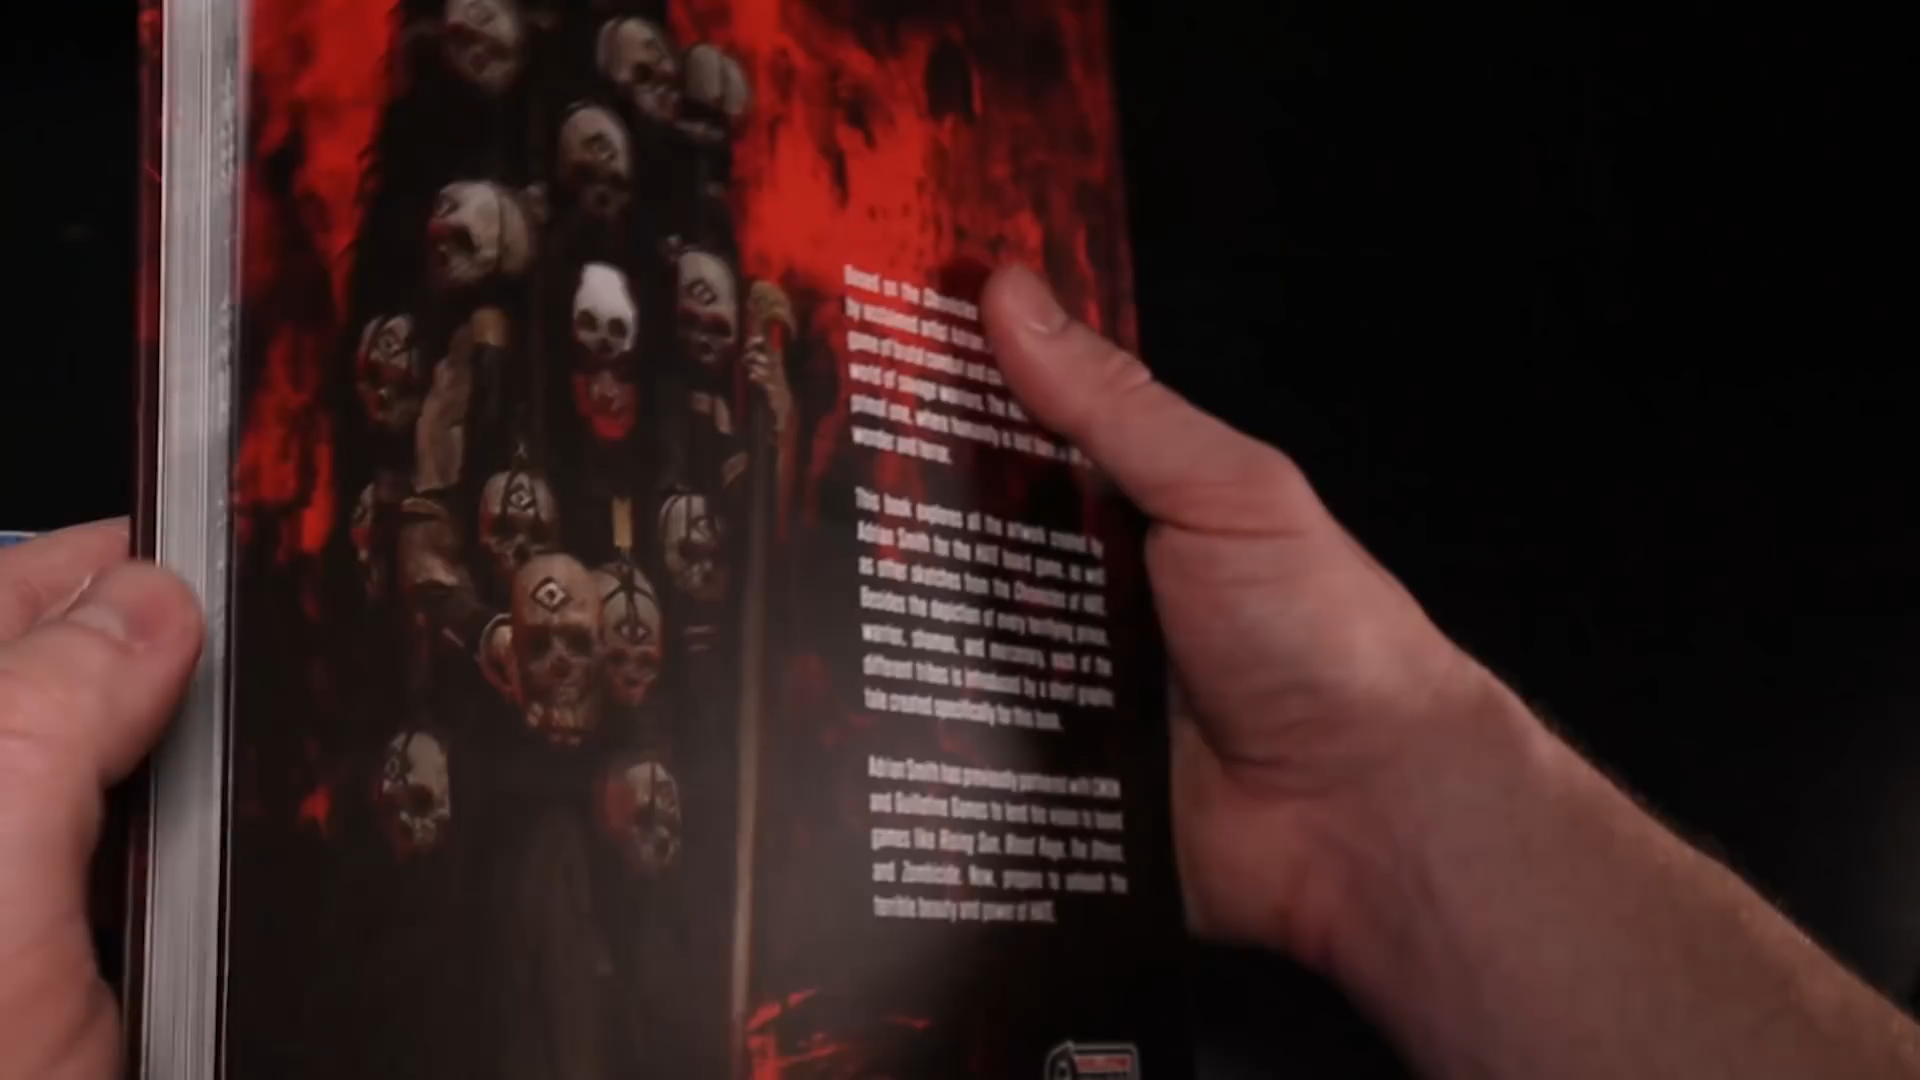 Based on the Chronicles
by acclaimed artist Adrian
game of brutal combat and
world of savage warriors. The
primal one, where humanity is
wonder and terror.
This book explores all the artwork created by
Adrian Smith for the HATE board game, as well
as other sketches from the Chronicles of HATE.
Besides the depiction of every terrifying prince,
warrior, shaman, and mercenary, each of the
different tribes is introduced by a short graphic
tale created specifically for this book.
Adrian Smith has previously partnered with CMON
and Guillotine Games to lend his vision to board
games like Rising Sun, Blood Rage, The Others,
and Zombicide. Now, prepare to unleash the
terrible beauty and power of HATE.